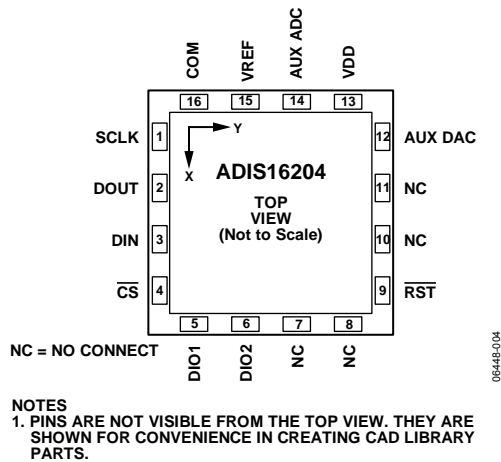 COM
VREF
AUX ADC
VDD
16
15
14
13
SCLK
1
12
AUX DAC
Y
X
ADIS16204
DOUT
2
11
NC
TOP
VIEW
(Not to Scale)
DIN
3
10
NC
CS
4
9
RST
5
6
7
8
NC = NO CONNECT
DIO1
DIO2
NC
NC
06448-004
NOTES
1. PINS ARE NOT VISIBLE FROM THE TOP VIEW. THEY ARE
SHOWN FOR CONVENIENCE IN CREATING CAD LIBRARY
PARTS.